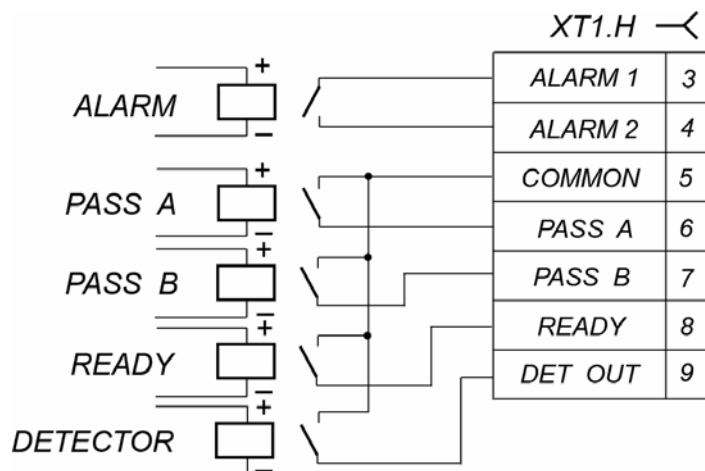 XT1.H
+
ALARM
−
ALARM 1 3
ALARM 2 4
+
PASS A
−
COMMON 5
PASS A 6
+
PASS B
−
PASS B 7
+
READY
−
READY 8
+
DETECTOR
−
DET OUT 9